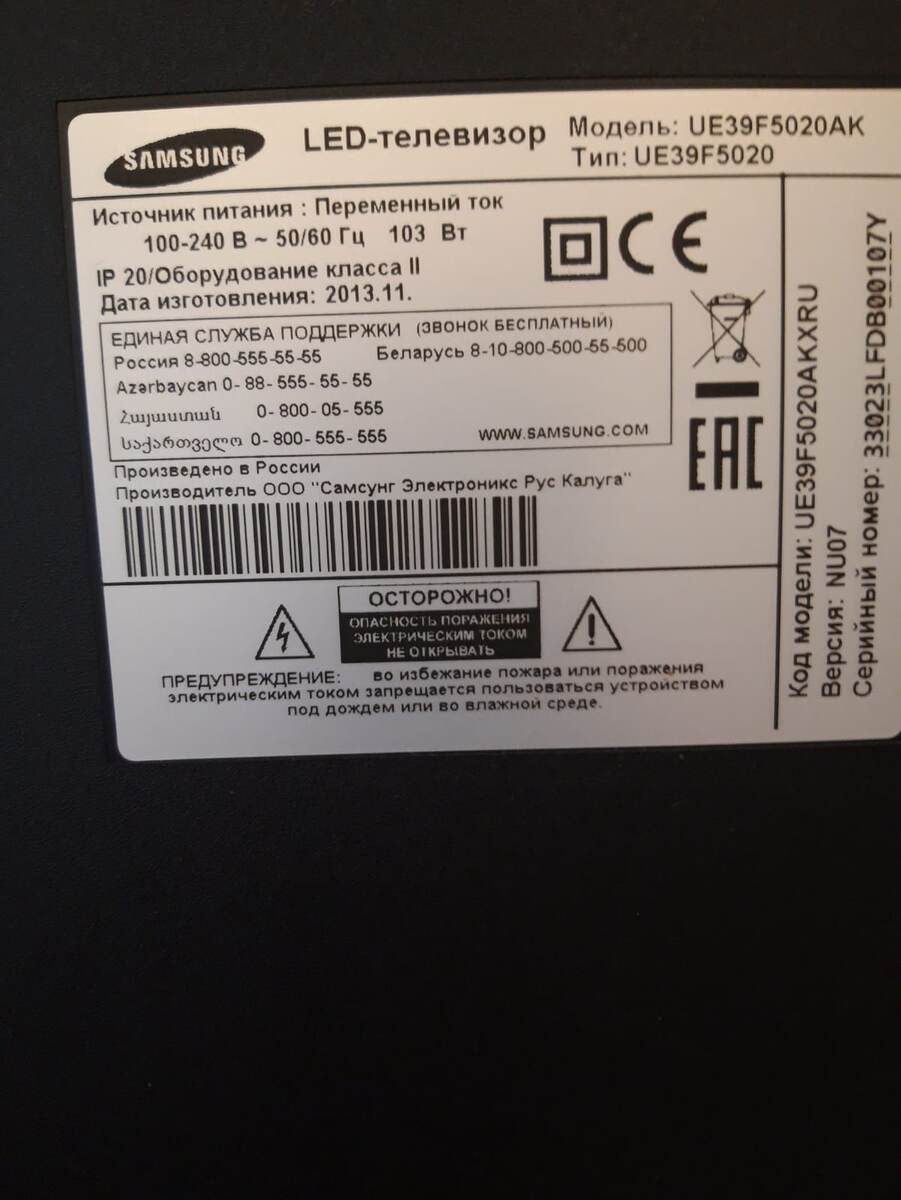 SAMSUNG
LED-телевизор
Модель: UE39F5020AK
Тип: UE39F5020
Источник питания : Переменный ток
100-240 В ~ 50/60 Гц 103 Вт
IP 20/Оборудование класса II
Дата изготовления: 2013.11.
CE
ЕДИНАЯ СЛУЖБА ПОДДЕРЖКИ (ЗВОНОК БЕСПЛАТНЫЙ)
Россия 8-800-555-55-55 Беларусь 8-10-800-500-55-500
Azərbaycan 0- 88- 555- 55- 55
Հայաստան 0- 800- 05- 555
საქართველო 0- 800- 555- 555 WWW.SAMSUNG.COM
EAC
Произведено в России
Производитель ООО "Самсунг Электроникс Рус Калуга"
ОСТОРОЖНО!
ОПАСНОСТЬ ПОРАЖЕНИЯ
ЭЛЕКТРИЧЕСКИМ ТОКОМ
НЕ ОТКРЫВАТЬ
ПРЕДУПРЕЖДЕНИЕ: во избежание пожара или поражения
электрическим током запрещается пользоваться устройством
под дождем или во влажной среде.
Код модели: UE39F5020AKXRU
Версия: NU07
Серийный номер: 33023LFDB00107Y